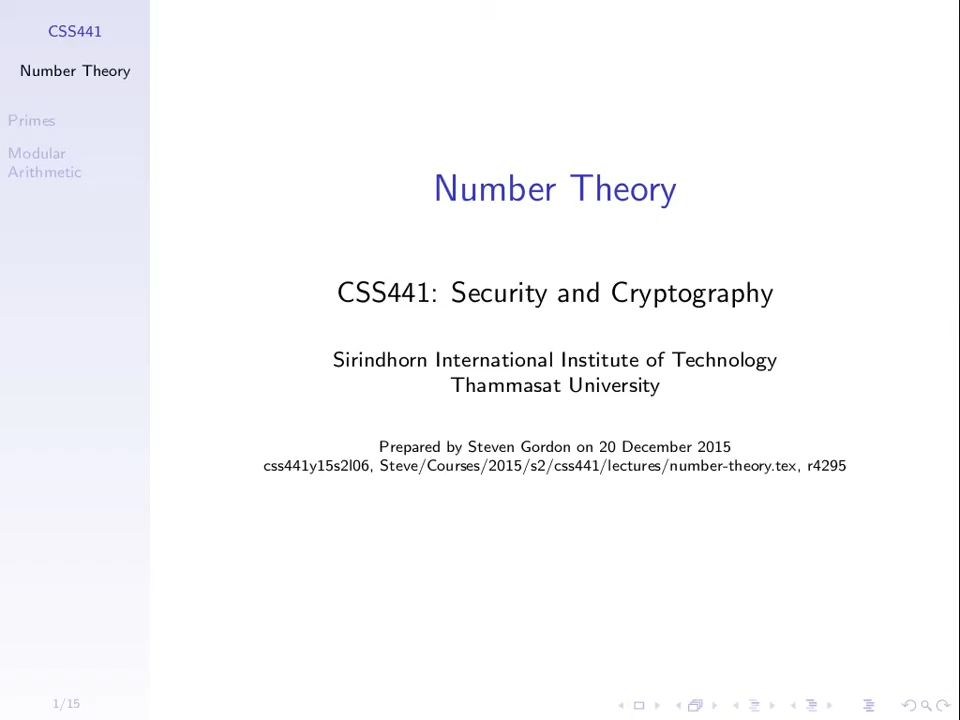 CSS441
Number Theory
Primes
Modular
Arithmetic
Number Theory
CSS441: Security and Cryptography
Sirindhorn International Institute of Technology
Thammasat University
Prepared by Steven Gordon on 20 December 2015
css441y15s2l06, Steve/Courses/2015/s2/css441/lectures/number-theory.tex, r4295
1/15